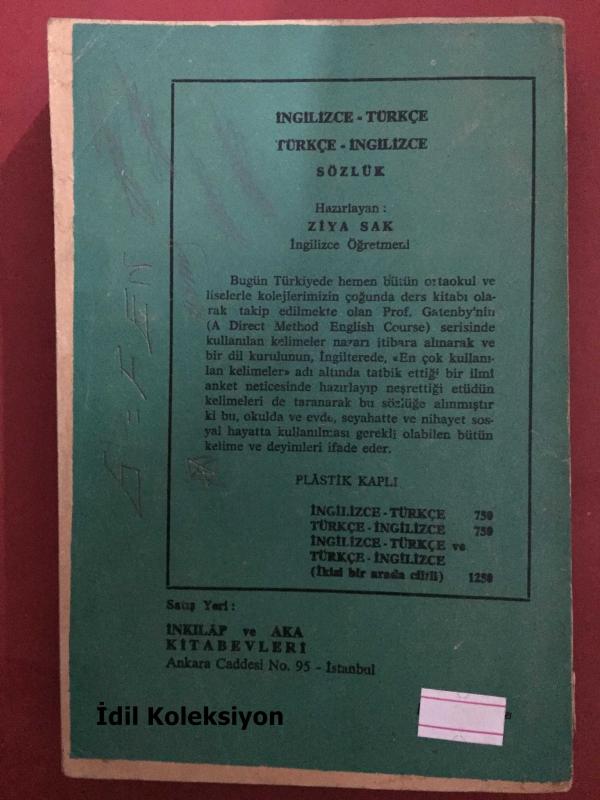 İNGİLİZCE - TÜRKÇE
TÜRKÇE - İNGİLİZCE
SÖZLÜK
Hazırlayan :
ZİYA SAK
İngilizce Öğretmeni
Bugün Türkiyede hemen bütün ortaokul ve
liselerle kolejlerimizin çoğunda ders kitabı ola-
rak takip edilmekte olan Prof. Gatenby'nin
(A Direct Method English Course) serisinde
kullanılan kelimeler nazarı itibara alınarak ve
bir dil kurulunun, İngilterede, «En çok kullanı-
lan kelimeler» adı altında tatbik ettiği bir ilmi
anket neticesinde hazırlayıp neşrettiği etüdün
kelimeleri de taranarak bu sözlüğe alınmıştır
ki bu, okulda ve evde, seyahatte ve nihayet sos-
yal hayatta kullanılması gerekli olabilen bütün
kelime ve deyimleri ifade eder.
PLÂSTİK KAPLI
İNGİLİZCE - TÜRKÇE 750
TÜRKÇE - İNGİLİZCE 750
İNGİLİZCE - TÜRKÇE ve
TÜRKÇE - İNGİLİZCE
(İkisi bir arada ciltli) 1250
Satış Yeri :
İNKILÂP ve AKA
KİTABEVLERİ
Ankara Caddesi No. 95 - İstanbul
İdil Koleksiyon